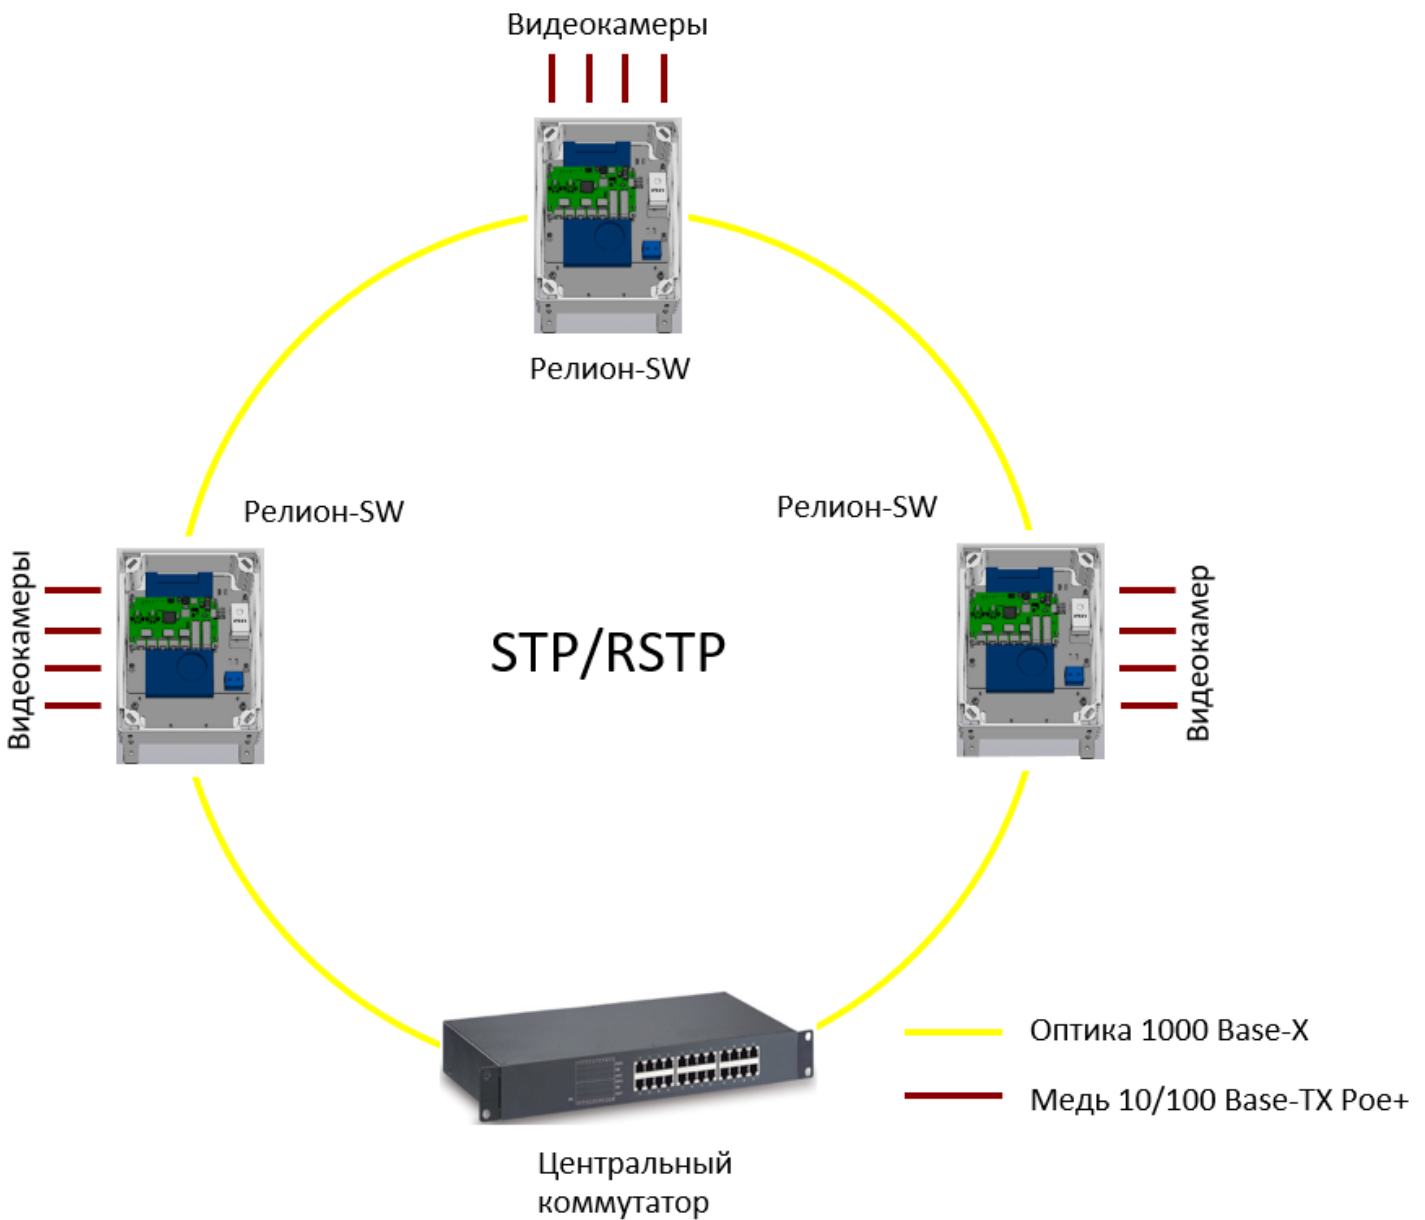 Видеокамеры
Релион-SW
Релион-SW
Релион-SW
Видеокамеры
STP/RSTP
Видеокамер
Оптика 1000 Base-X
Медь 10/100 Base-TX Poe+
Центральный
коммутатор